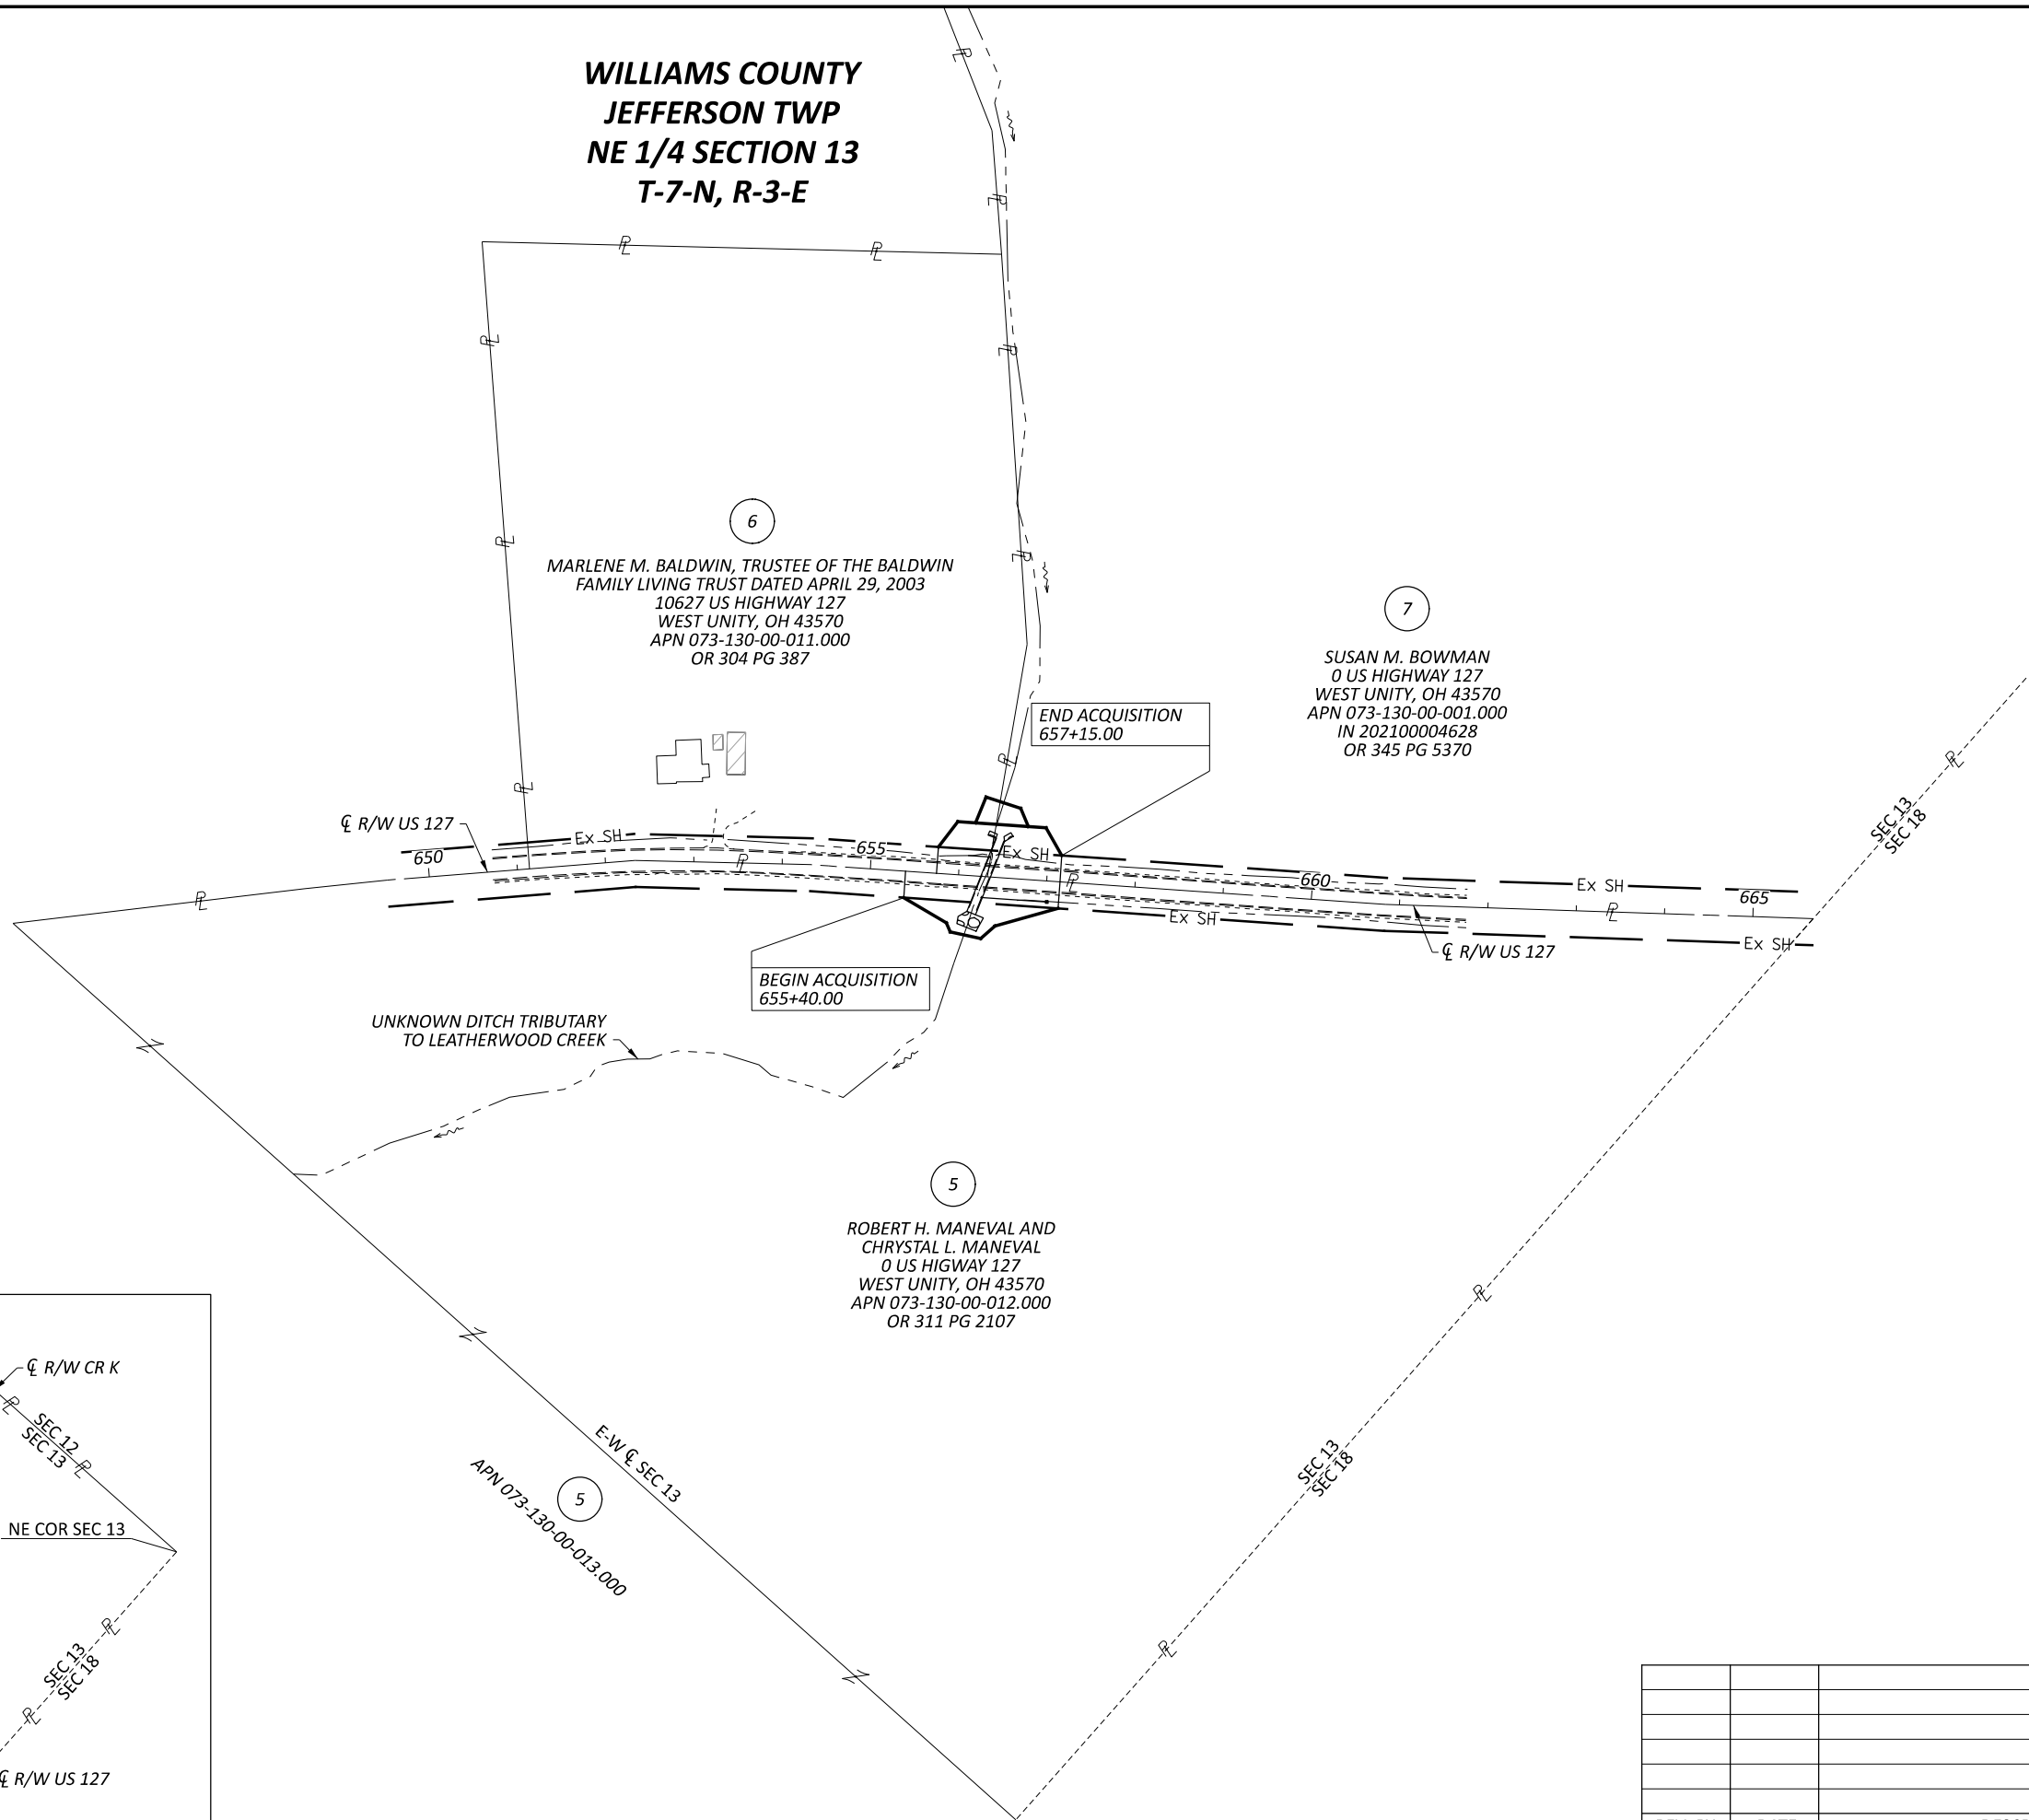 WILLIAMS COUNTY
JEFFERSON TWP
NE 1/4 SECTION 13
T-7-N, R-3-E
6
MARLENE M. BALDWIN, TRUSTEE OF THE BALDWIN
FAMILY LIVING TRUST DATED APRIL 29, 2003
10627 US HIGHWAY 127
WEST UNITY, OH 43570
APN 073-130-00-011.000
OR 304 PG 387
7
SUSAN M. BOWMAN
0 US HIGHWAY 127
WEST UNITY, OH 43570
APN 073-130-00-001.000
IN 202100004628
OR 345 PG 5370
END ACQUISITION
657+15.00
SEC 13
SEC 18
℄ R/W US 127
650
Ex SH
655
Ex SH
660
Ex SH
665
Ex SH
Ex SH
℄ R/W US 127
BEGIN ACQUISITION
655+40.00
UNKNOWN DITCH TRIBUTARY
TO LEATHERWOOD CREEK
5
ROBERT H. MANEVAL AND
CHRYSTAL L. MANEVAL
0 US HIGWAY 127
WEST UNITY, OH 43570
APN 073-130-00-012.000
OR 311 PG 2107
℄ R/W CR K
SEC 12
SEC 13
NE COR SEC 13
SEC 13
SEC 18
℄ R/W US 127
E-W ℄ SEC 13
5
APN 073-130-00-013.000
SEC 13
SEC 18